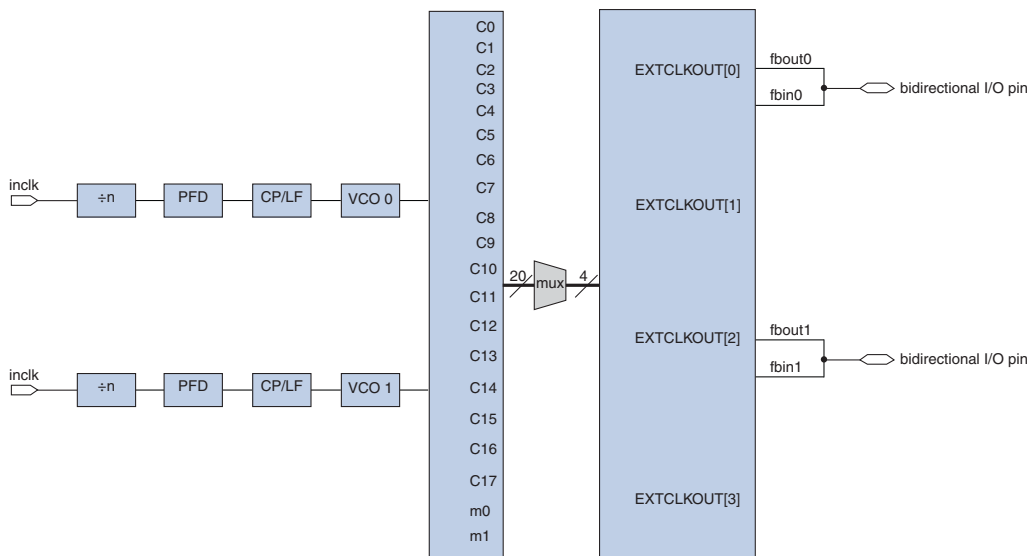 inclk
÷n
PFD
CP/LF
VCO 0
inclk
÷n
PFD
CP/LF
VCO 1
C0
C1
C2
C3
C4
C5
C6
C7
C8
C9
C10
C11
C12
C13
C14
C15
C16
C17
m0
m1
20
mux
4
EXTCLKOUT[0]
EXTCLKOUT[1]
EXTCLKOUT[2]
EXTCLKOUT[3]
fbout0
fbin0
bidirectional I/O pin
fbout1
fbin1
bidirectional I/O pin